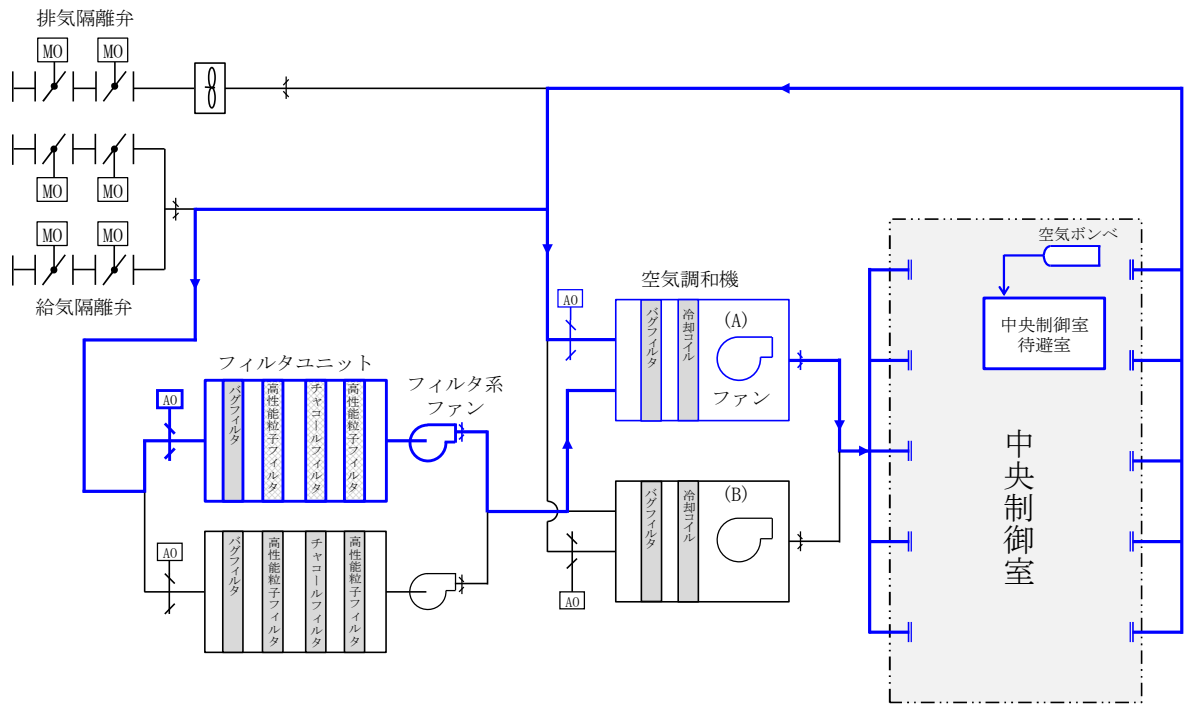 排気隔離弁
MO
MO
MO
MO
MO
MO
給気隔離弁
空気ボンベ
中央制御室
待避室
空気調和機
AO
バグフィルタ
冷却コイル
(A)
ファン
フィルタユニット
AO
バグフィルタ
高性能粒子フィルタ
チャコールフィルタ
高性能粒子フィルタ
フィルタ系
ファン
中央制御室
バグフィルタ
冷却コイル
(B)
AO
AO
バグフィルタ
高性能粒子フィルタ
チャコールフィルタ
高性能粒子フィルタ